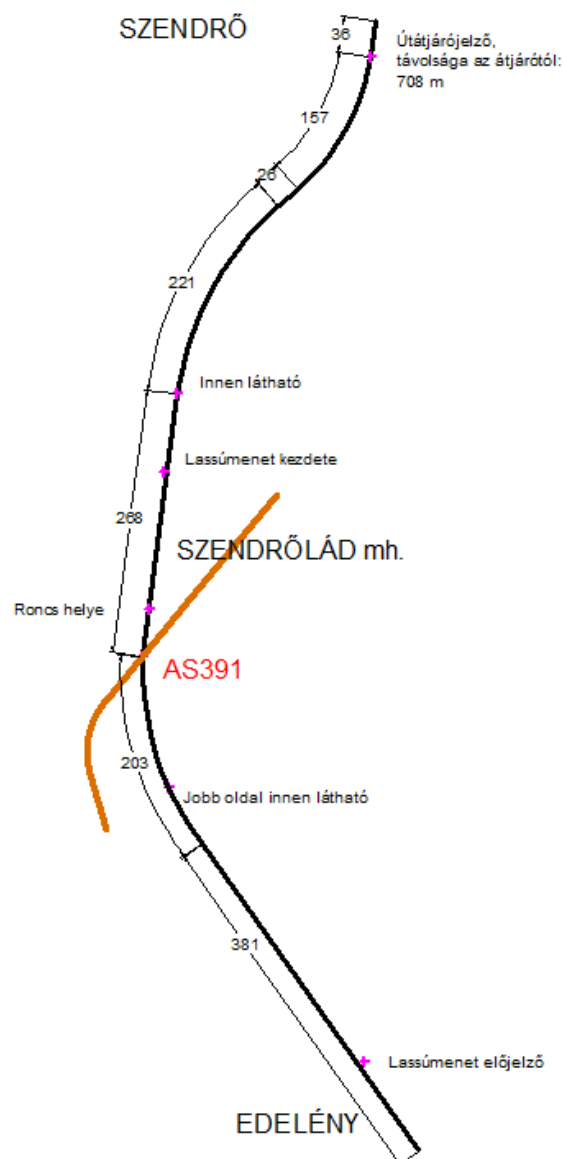 SZENDRŐ
36
Útátjárójelző,
távolsága az átjárótól:
708 m
157
26
221
Innen látható
Lassúmenet kezdete
268
SZENDRŐLÁD mh.
Roncs helye
AS391
203
Jobb oldal innen látható
381
Lassúmenet előjelző
EDELÉNY